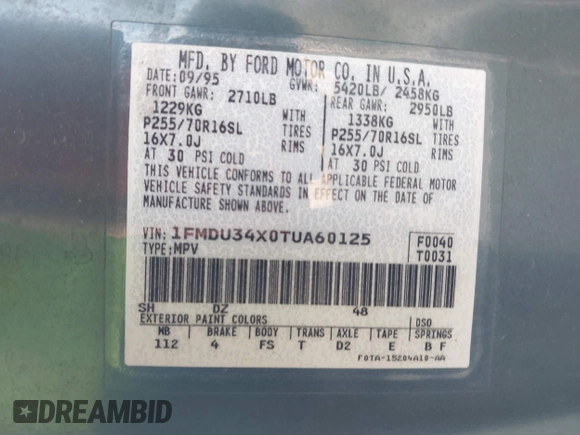 MFD. BY FORD MOTOR CO. IN U.S.A.
DATE: 09/95 GVWR: 5420LB/ 2458KG
FRONT GAWR: 2710LB REAR GAWR: 2950LB
1229KG WITH 1338KG WITH
P255/70R16SL TIRES P255/70R16SL TIRES
16X7.0J RIMS 16X7.0J RIMS
AT 30 PSI COLD AT 30 PSI COLD
THIS VEHICLE CONFORMS TO ALL APPLICABLE FEDERAL MOTOR
VEHICLE SAFETY STANDARDS IN EFFECT ON THE DATE OF
MANUFACTURE SHOWN ABOVE.
VIN: 1FMDU34X0TUA60125 F0040
TYPE: MPV T0031
SH DZ 48
EXTERIOR PAINT COLORS DSO
MB BRAKE BODY TRANS AXLE TAPE SPRINGS
112 4 FS T D2 E B F
F0TA-15204A10-AA
DREAMBID